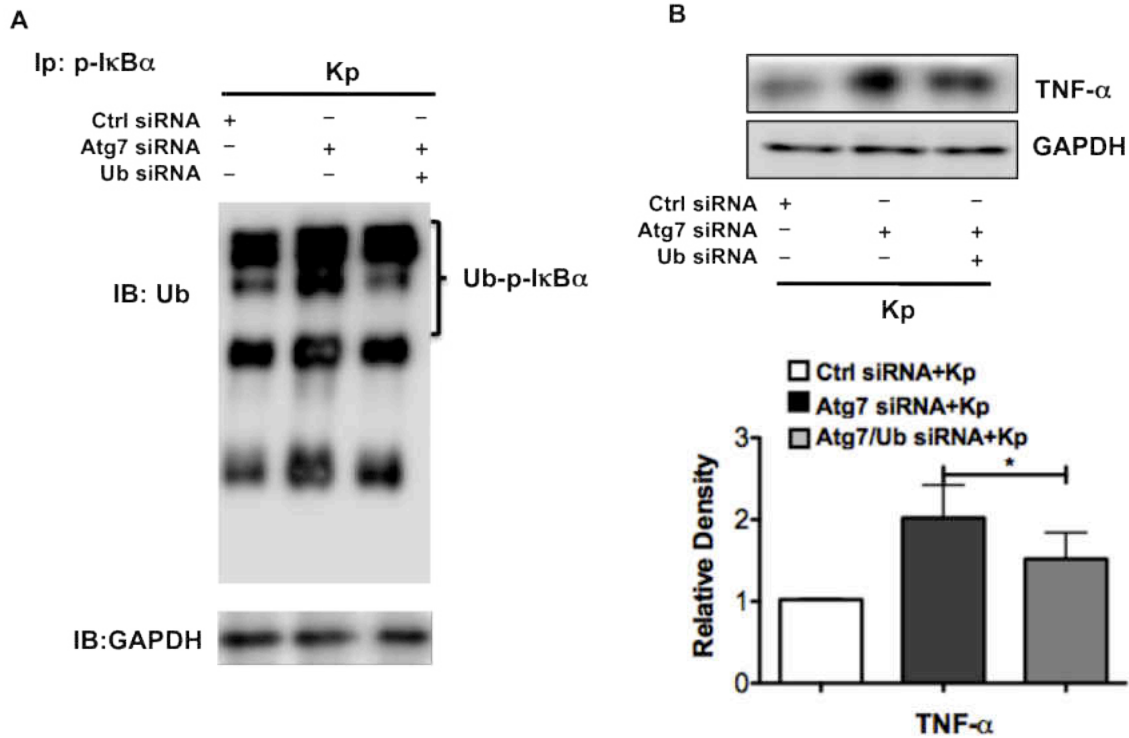 A
Ip: p-IκBα
Kp
Ctrl siRNA + – –
Atg7 siRNA – + +
Ub siRNA – – +
IB: Ub
Ub-p-IκBα
IB:GAPDH
B
TNF-α
GAPDH
Ctrl siRNA + – –
Atg7 siRNA – + +
Ub siRNA – – +
Kp
Ctrl siRNA+Kp
Atg7 siRNA+Kp
Atg7/Ub siRNA+Kp
Relative Density
3
2
1
0
*
TNF-α